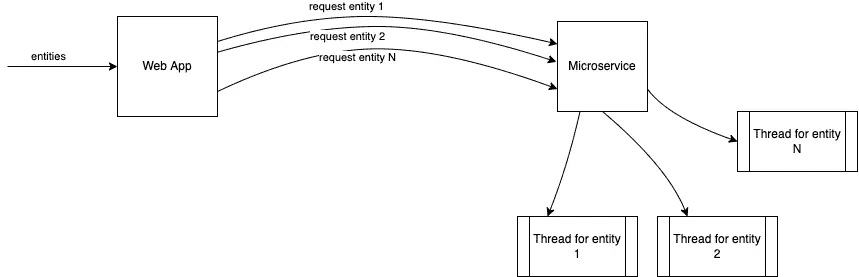 request entity 1
request entity 2
entities
request entity N
Web App
Microservice
Thread for entity
N
Thread for entity
1
Thread for entity
2